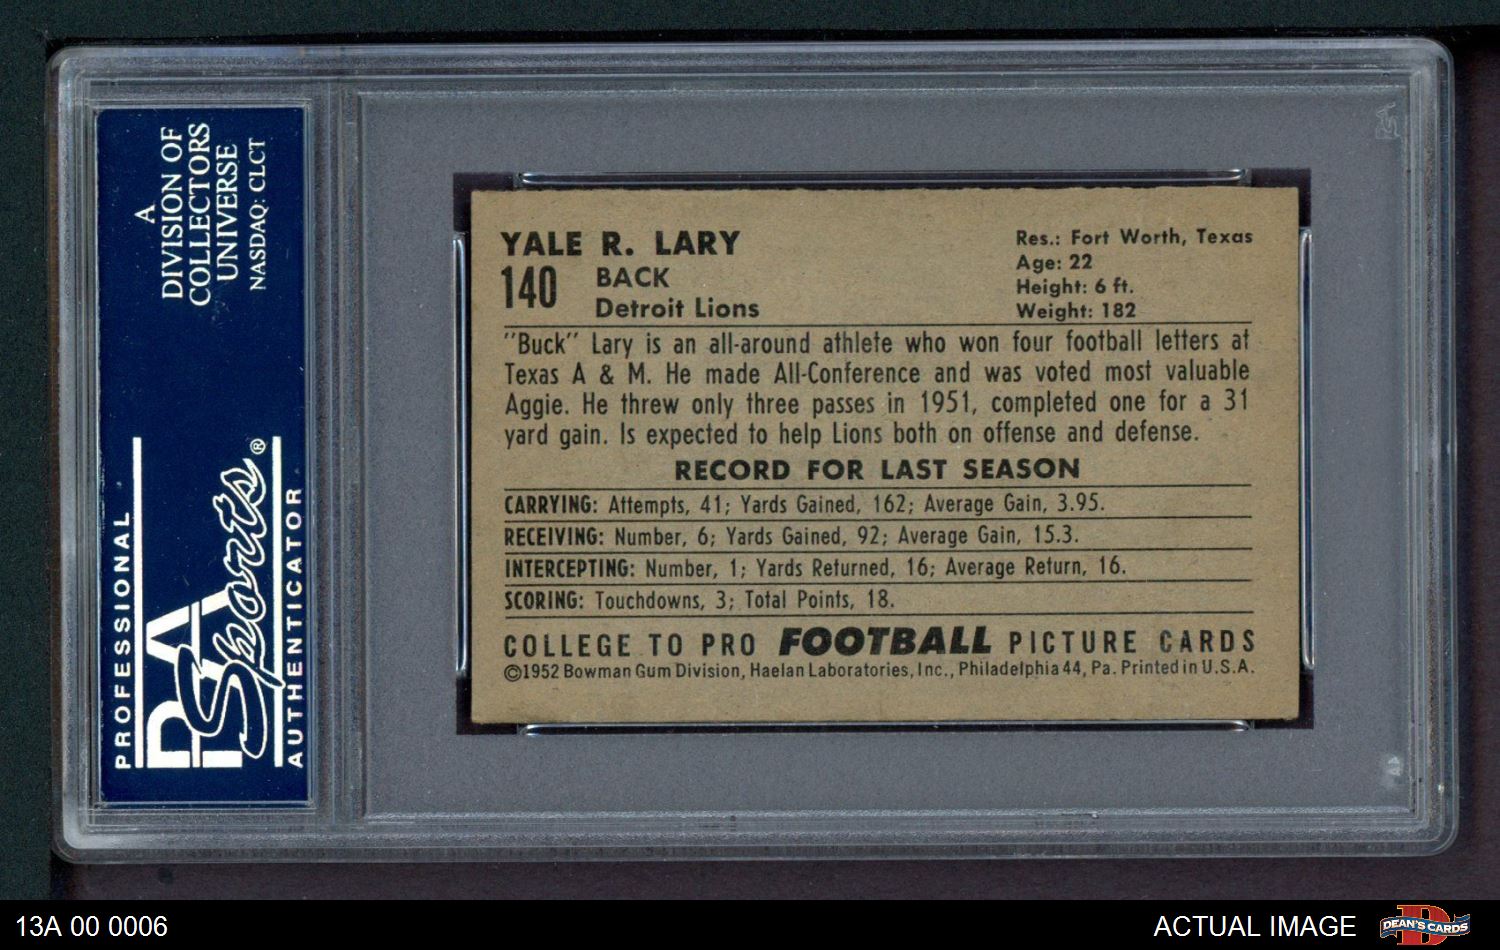 A
DIVISION OF
COLLECTORS
UNIVERSE
NASDAQ: CLCT
PROFESSIONAL
PSA
Sports®
AUTHENTICATOR
YALE R. LARY
140
BACK
Detroit Lions
Res.: Fort Worth, Texas
Age: 22
Height: 6 ft.
Weight: 182
"Buck" Lary is an all-around athlete who won four football letters at
Texas A & M. He made All-Conference and was voted most valuable
Aggie. He threw only three passes in 1951, completed one for a 31
yard gain. Is expected to help Lions both on offense and defense.
RECORD FOR LAST SEASON
CARRYING: Attempts, 41; Yards Gained, 162; Average Gain, 3.95.
RECEIVING: Number, 6; Yards Gained, 92; Average Gain, 15.3.
INTERCEPTING: Number, 1; Yards Returned, 16; Average Return, 16.
SCORING: Touchdowns, 3; Total Points, 18.
COLLEGE TO PRO FOOTBALL PICTURE CARDS
©1952 Bowman Gum Division, Haelan Laboratories, Inc., Philadelphia 44, Pa. Printed in U.S.A.
13A 00 0006
ACTUAL IMAGE
DEAN'S CARDS